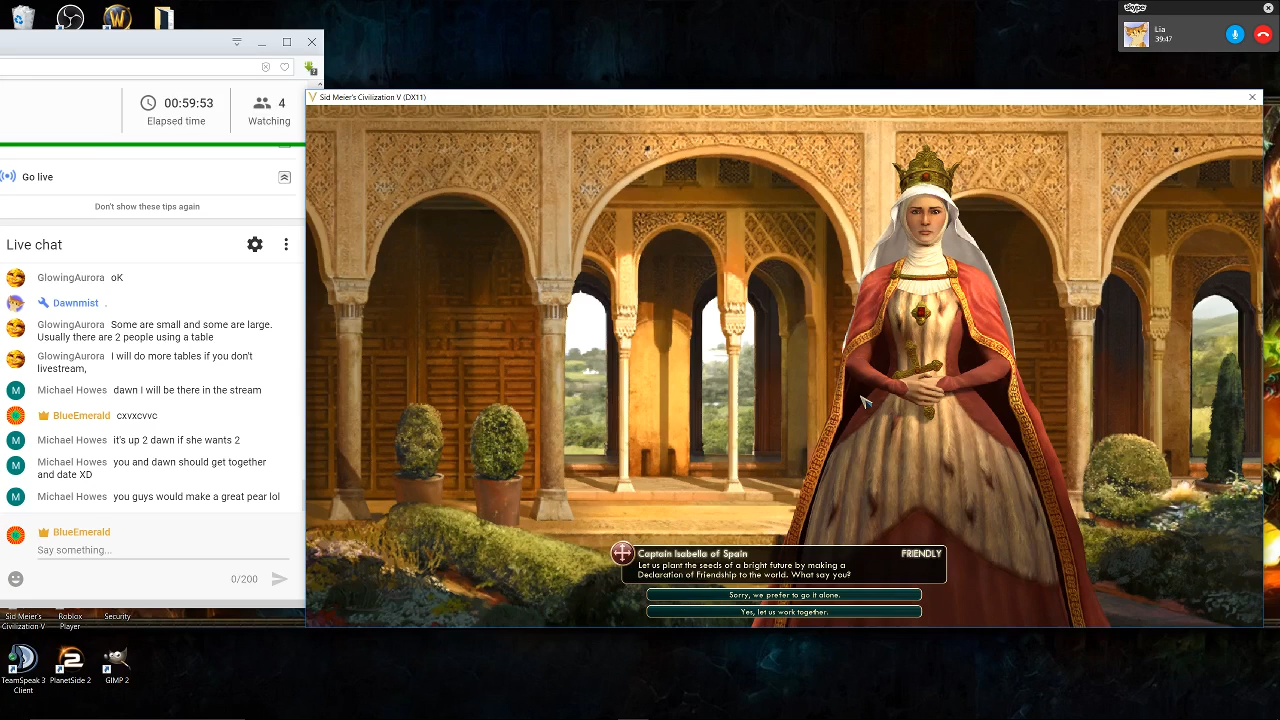 skype
Lia
39:47
00:59:53
Elapsed time
4
Watching
Go live
Don't show these tips again
Live chat
GlowingAurora oK
Dawnmist .
GlowingAurora Some are small and some are large.
Usually there are 2 people using a table
GlowingAurora I will do more tables if you don't
livestream,
Michael Howes dawn I will be there in the stream
BlueEmerald cxvxcvvc
Michael Howes it's up 2 dawn if she wants 2
Michael Howes you and dawn should get together
and date XD
Michael Howes you guys would make a great pear lol
BlueEmerald
Say something...
0/200
Sid Meier's Civilization V (DX11)
Captain Isabella of Spain
FRIENDLY
Let us plant the seeds of a bright future by making a
Declaration of Friendship to the world. What say you?
Sorry, we prefer to go it alone.
Yes, let us work together.
Sid Meier's
Civilization V
Roblox
Player
Security
TeamSpeak 3
Client
PlanetSide 2
GIMP 2